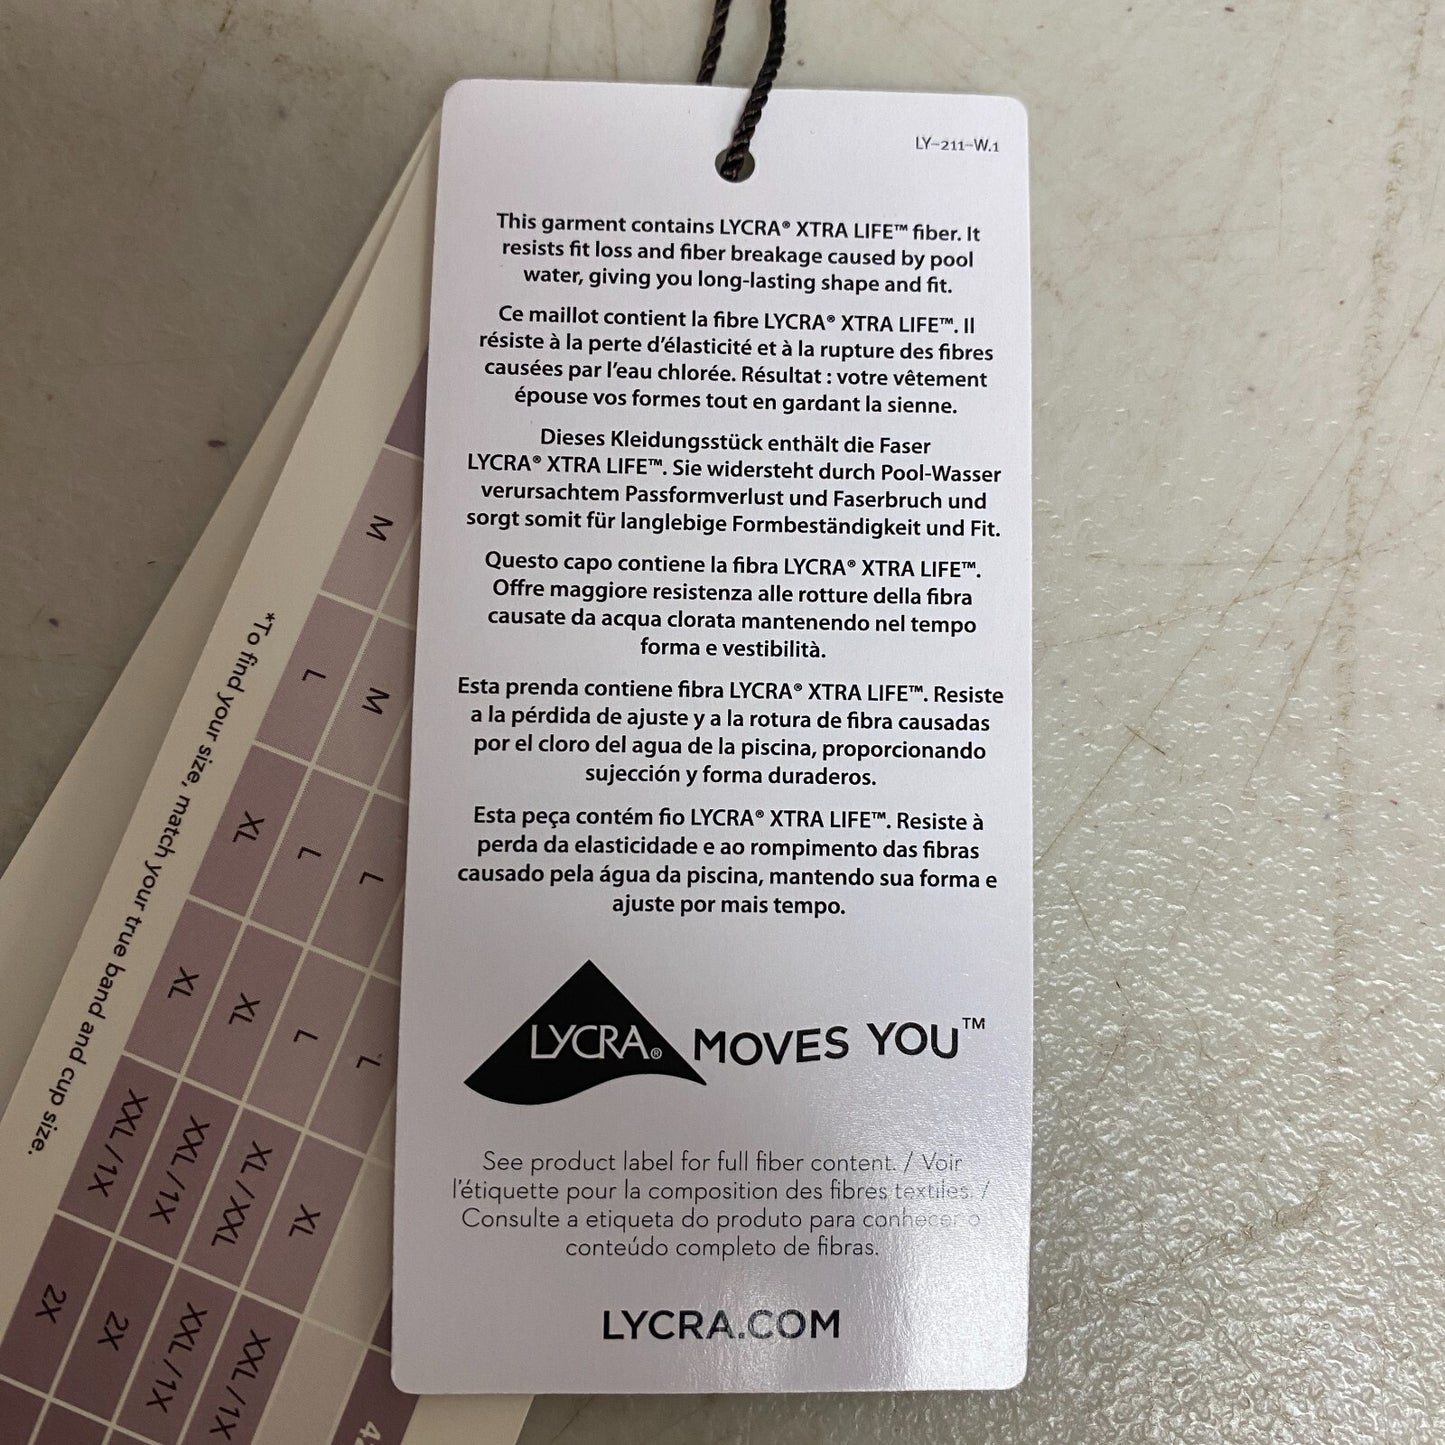 LY-211-W.1
This garment contains LYCRA® XTRA LIFE™ fiber. It
resists fit loss and fiber breakage caused by pool
water, giving you long-lasting shape and fit.
Ce maillot contient la fibre LYCRA® XTRA LIFE™. Il
résiste à la perte d'élasticité et à la rupture des fibres
causées par l'eau chlorée. Résultat : votre vêtement
épouse vos formes tout en gardant la sienne.
Dieses Kleidungsstück enthält die Faser
LYCRA® XTRA LIFE™. Sie widersteht durch Pool-Wasser
verursachtem Passformverlust und Faserbruch und
sorgt somit für langlebige Formbeständigkeit und Fit.
Questo capo contiene la fibra LYCRA® XTRA LIFE™.
Offre maggiore resistenza alle rotture della fibra
causate da acqua clorata mantenendo nel tempo
forma e vestibilità.
Esta prenda contiene fibra LYCRA® XTRA LIFE™. Resiste
a la pérdida de ajuste y a la rotura de fibra causadas
por el cloro del agua de la piscina, proporcionando
sujección y forma duraderos.
Esta peça contém fio LYCRA® XTRA LIFE™. Resiste à
perda da elasticidade e ao rompimento das fibras
causado pela água da piscina, mantendo sua forma e
ajuste por mais tempo.
LYCRA® MOVES YOU™
See product label for full fiber content. / Voir
l'étiquette pour la composition des fibres textiles. /
Consulte a etiqueta do produto para conhecer o
conteúdo completo de fibras.
LYCRA.COM
*To find your size, match your true band and cup size.
M
L M
XL L L
XL XL L L
XXL/1X XXL/1X XL/XXL XL
2X 2X XXL/1X XXL/1X